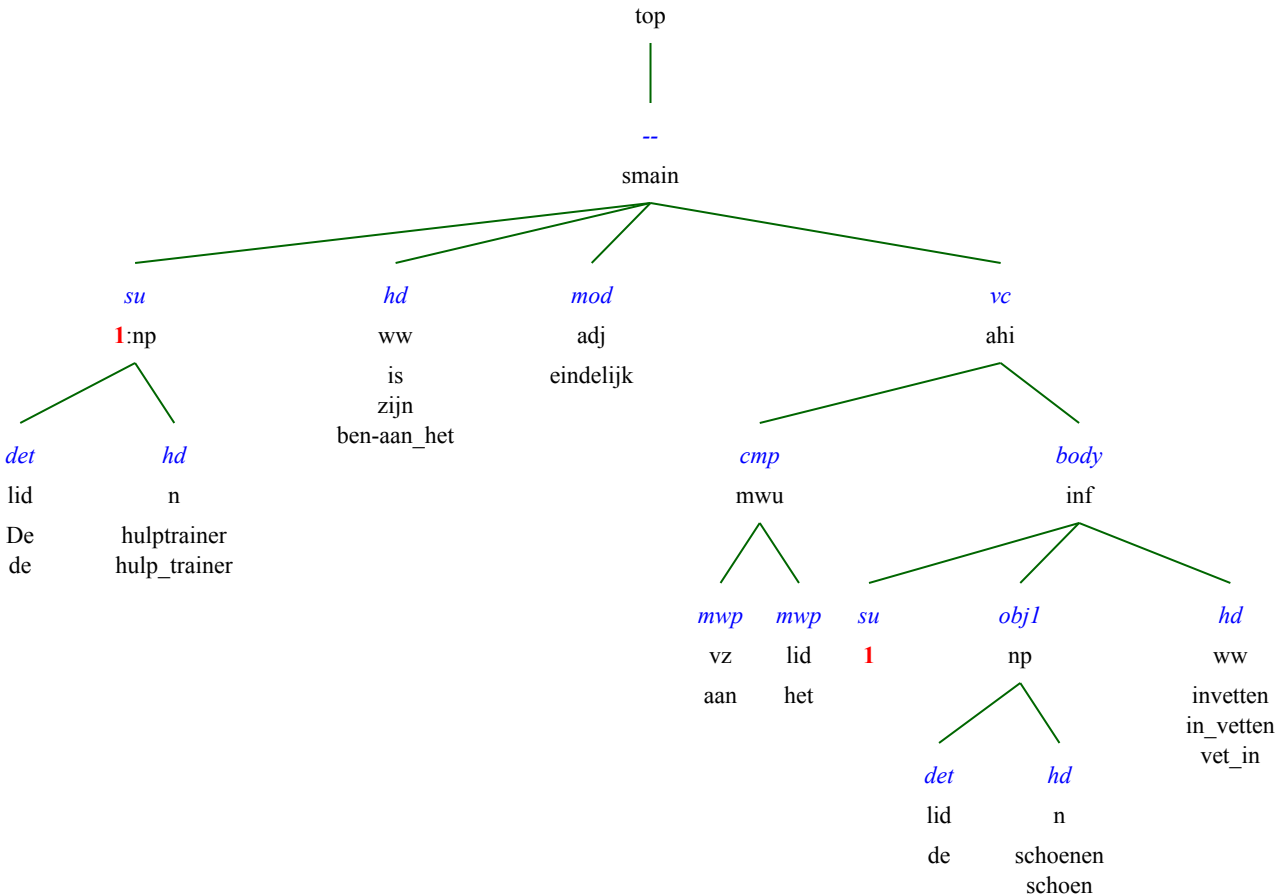 top
--
smain
su hd mod vc
1:np ww adj ahi
is eindelijk
zijn
ben-aan_het
det hd cmp body
lid n mwu inf
De hulptrainer
de hulp_trainer
mwp mwp su obj1 hd
vz lid 1 np ww
aan het invetten
in_vetten
vet_in
det hd
lid n
de schoenen
schoen